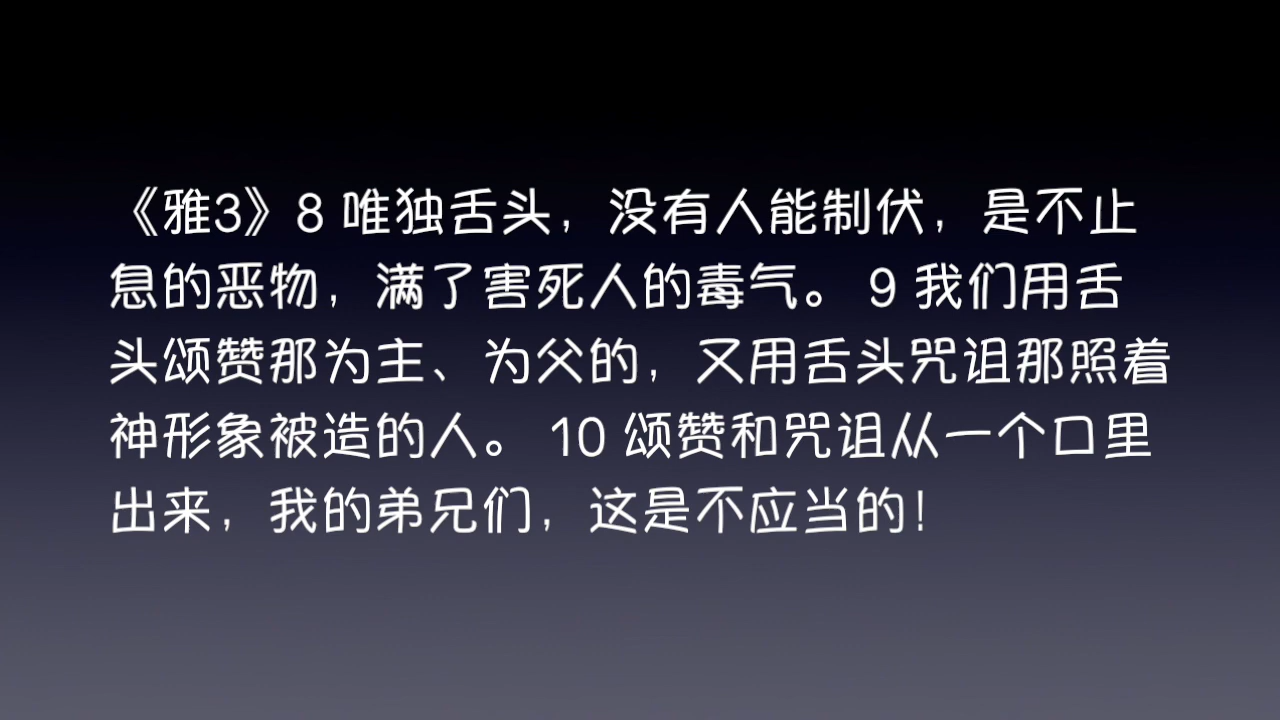 《雅3》8 唯独舌头，没有人能制伏，是不止
息的恶物，满了害死人的毒气。 9 我们用舌
头颂赞那为主、为父的，又用舌头咒诅那照着
神形象被造的人。 10 颂赞和咒诅从一个口里
出来，我的弟兄们，这是不应当的！